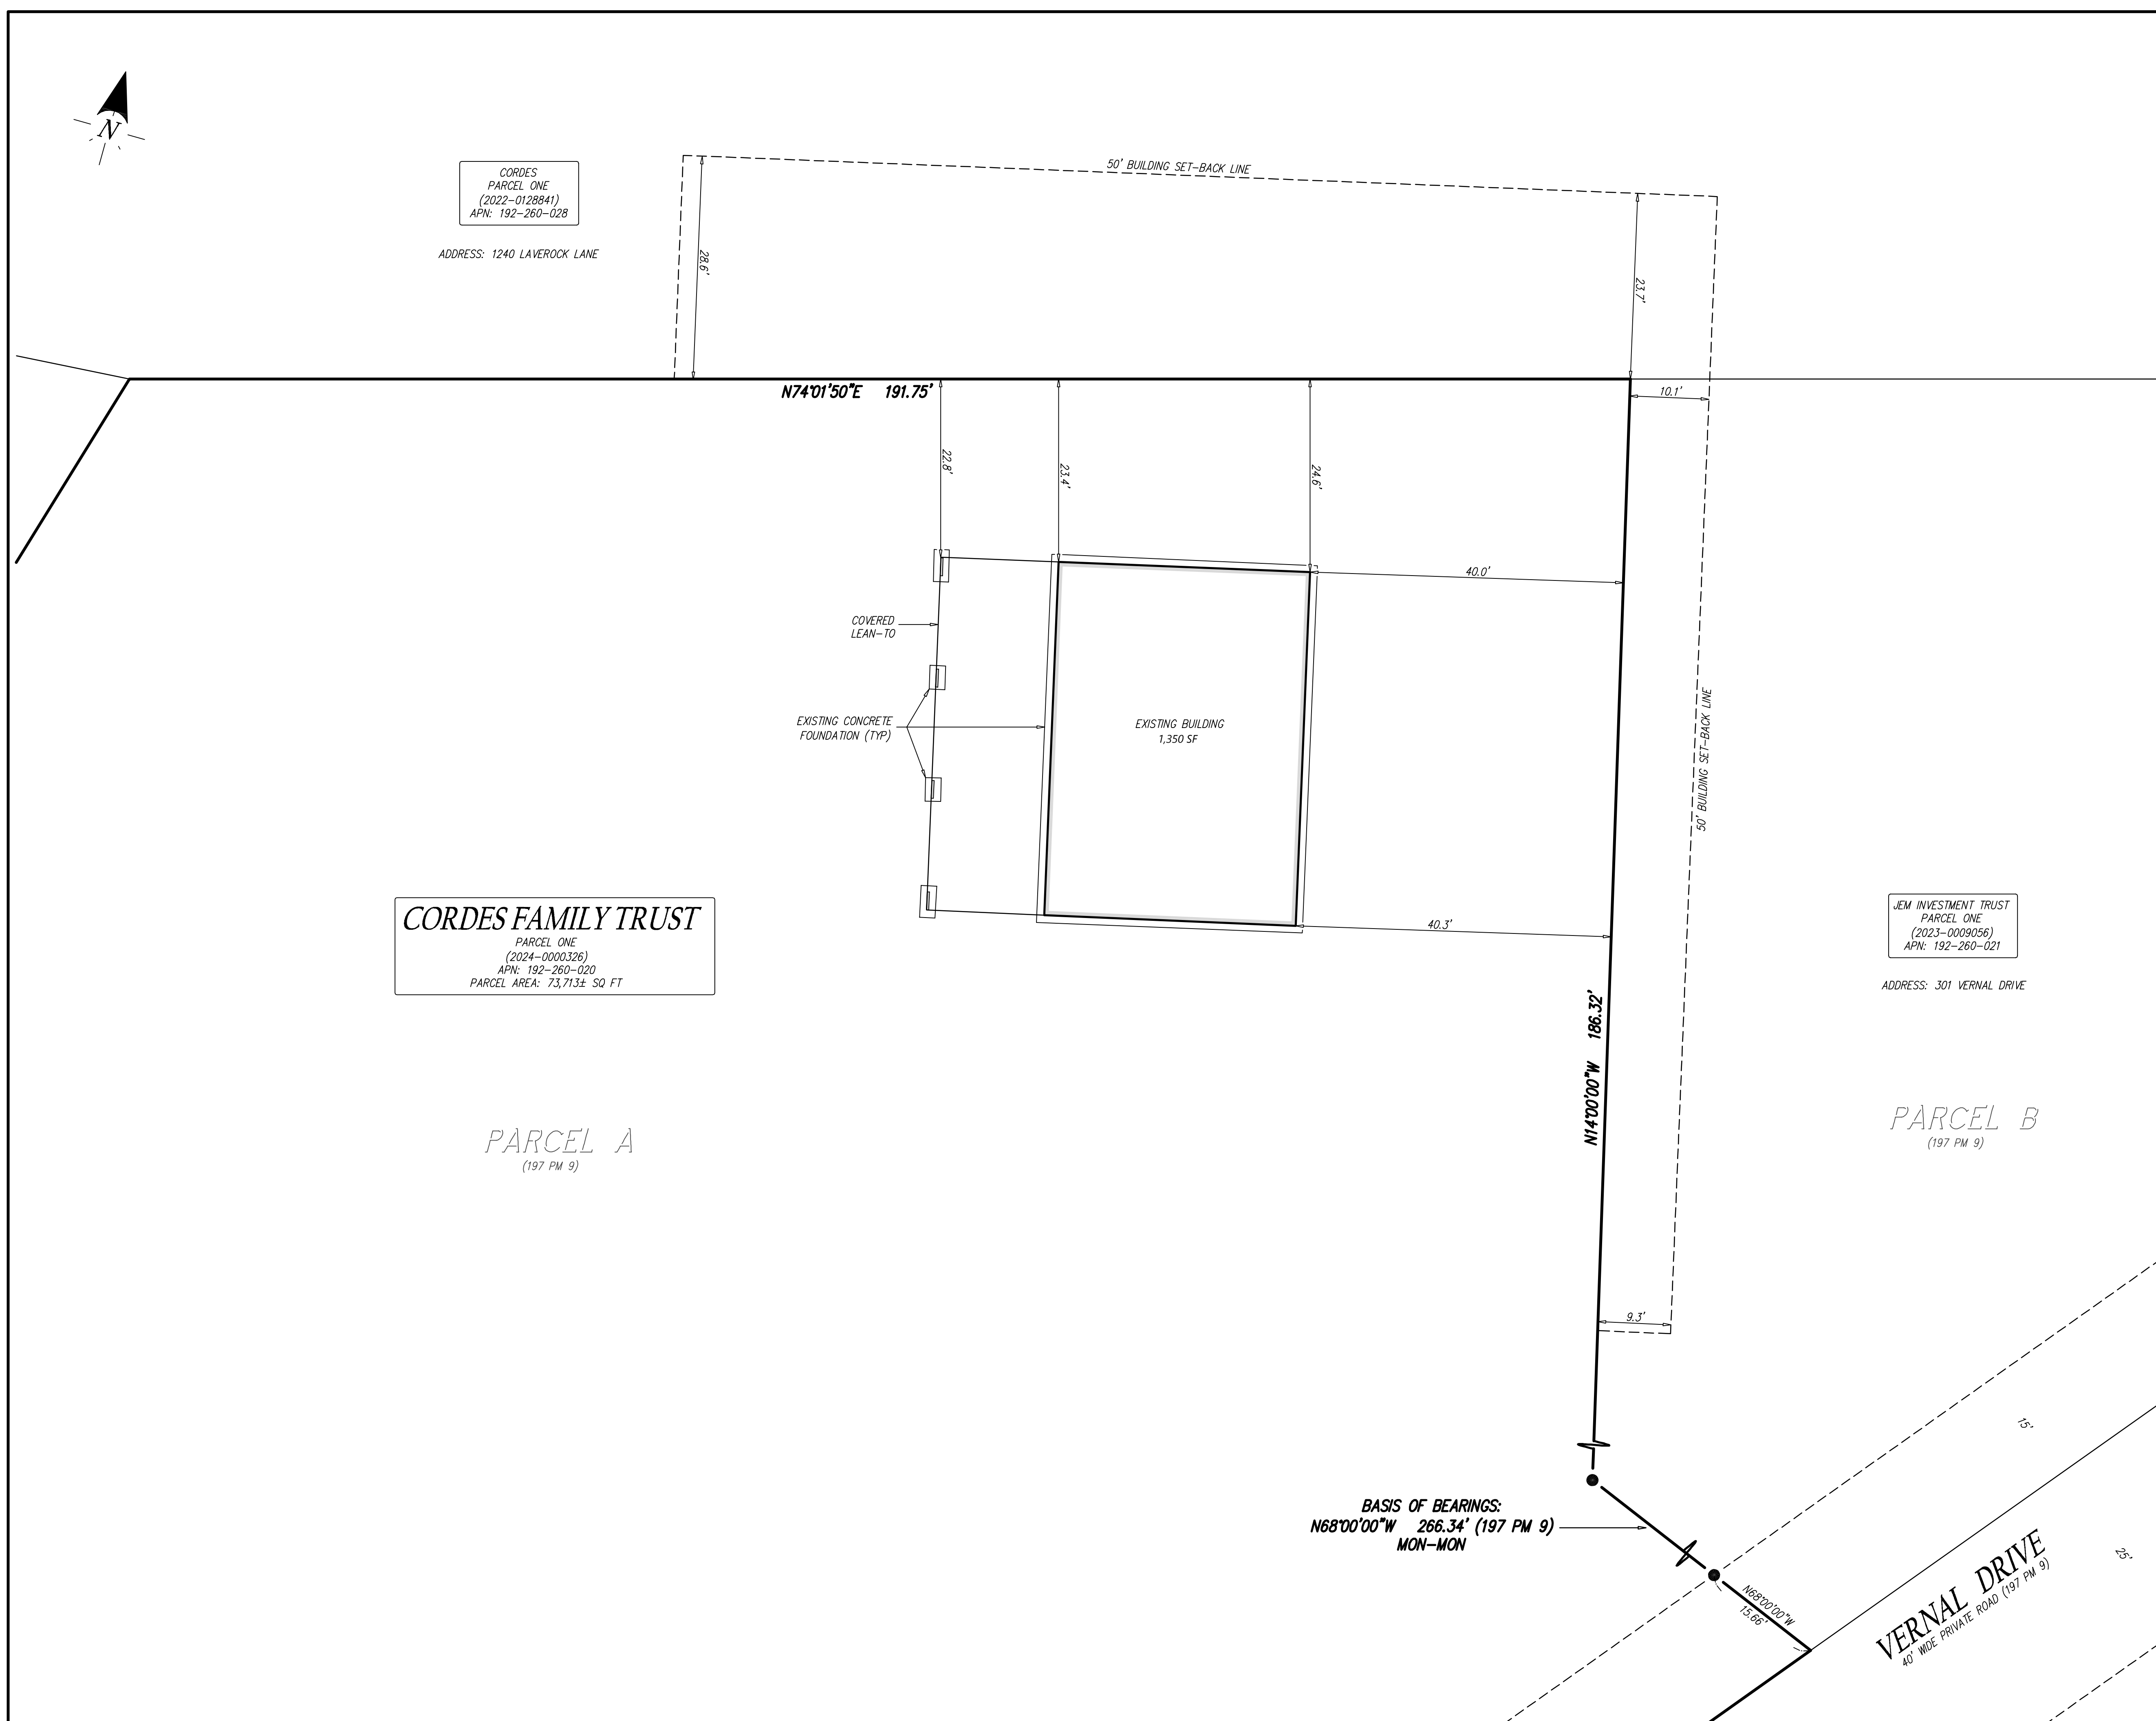 N
CORDES
PARCEL ONE
(2022-0128841)
APN: 192-260-028
ADDRESS: 1240 LAVEROCK LANE
50' BUILDING SET-BACK LINE
28.6'
23.7'
N74°01'50"E 191.75'
10.1'
22.8'
23.4'
24.6'
40.0'
COVERED
LEAN-TO
EXISTING CONCRETE
FOUNDATION (TYP)
EXISTING BUILDING
1,350 SF
50' BUILDING SET-BACK LINE
40.3'
CORDES FAMILY TRUST
PARCEL ONE
(2024-0000326)
APN: 192-260-020
PARCEL AREA: 73,713± SQ FT
JEM INVESTMENT TRUST
PARCEL ONE
(2023-0009056)
APN: 192-260-021
ADDRESS: 301 VERNAL DRIVE
N14°00'00"W 186.32'
PARCEL A
(197 PM 9)
PARCEL B
(197 PM 9)
9.3'
15'
BASIS OF BEARINGS:
N68°00'00"W 266.34' (197 PM 9)
MON-MON
N68°00'00"W
15.66'
VERNAL DRIVE
40' WIDE PRIVATE ROAD (197 PM 9)
25'